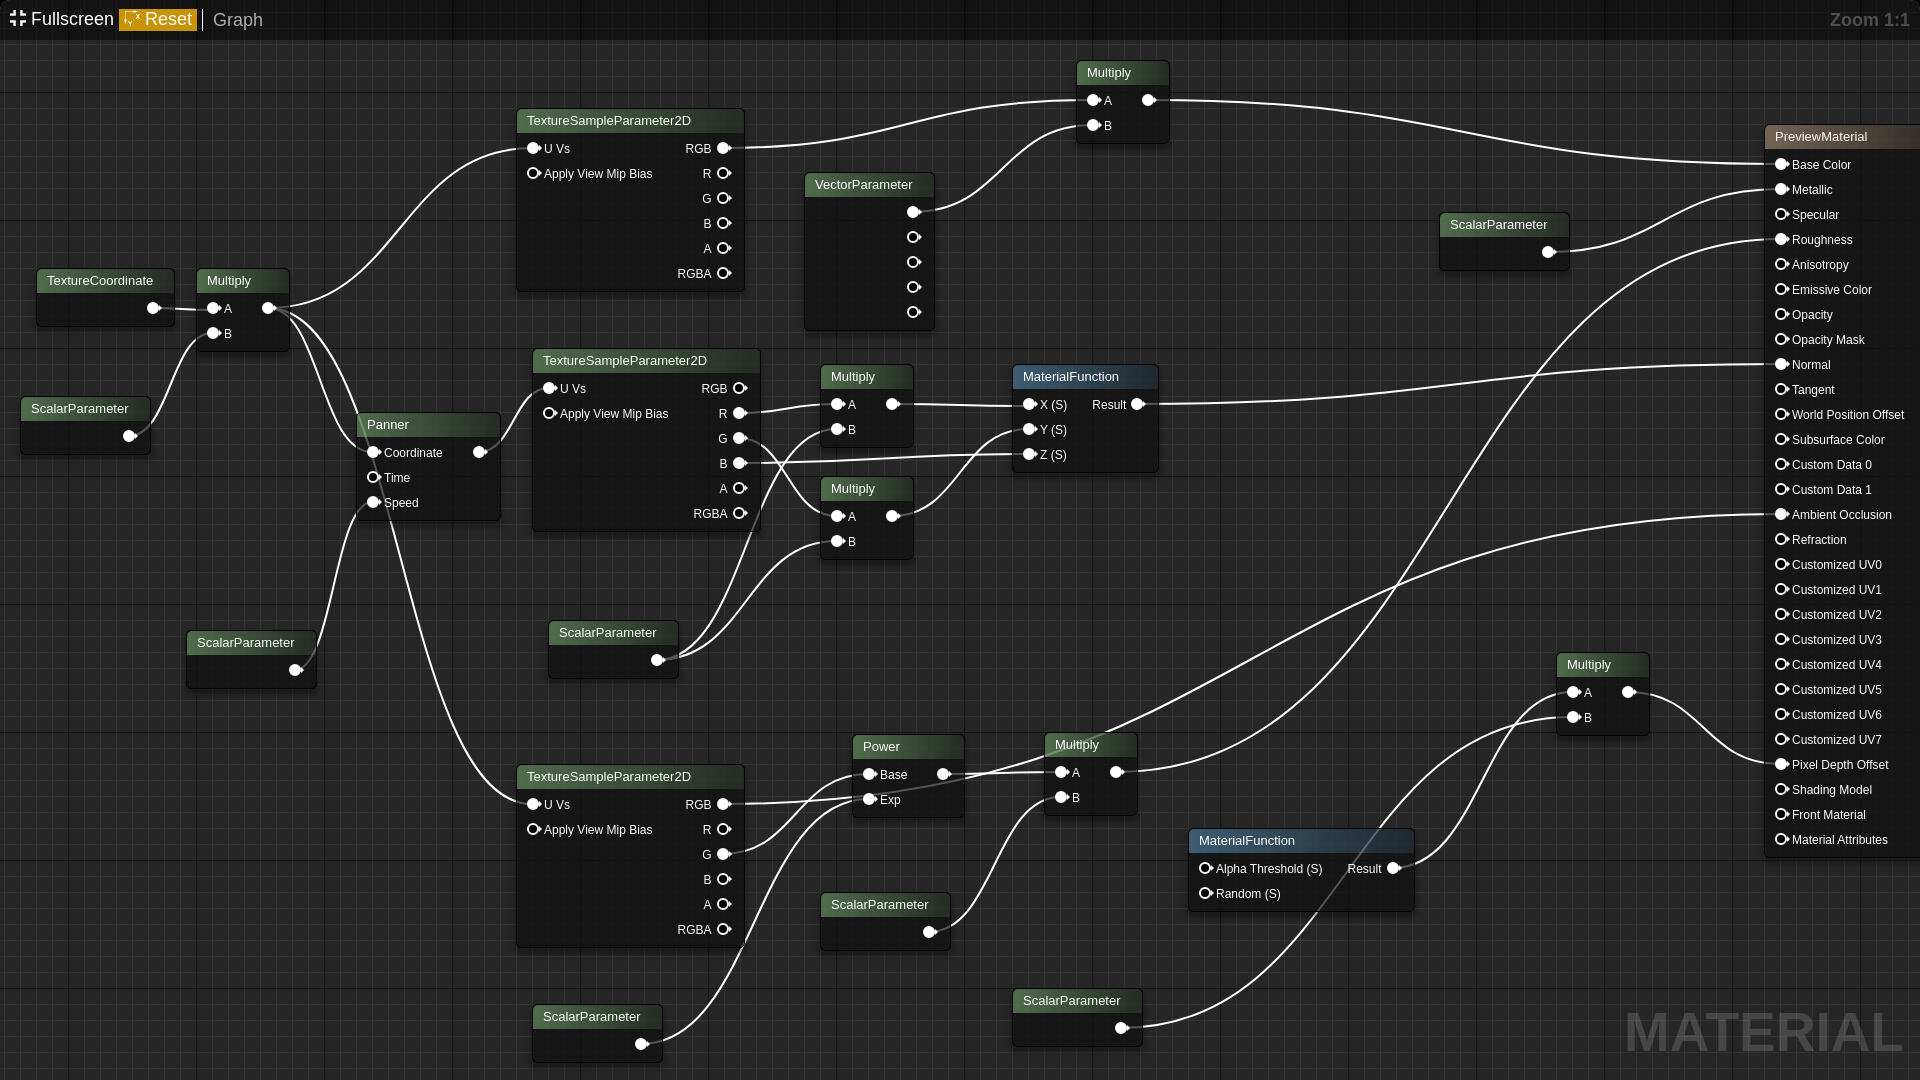 Fullscreen Reset Graph Zoom 1:1
Multiply
A
B
TextureSampleParameter2D
U Vs RGB
Apply View Mip Bias R
G
B
A
RGBA
VectorParameter
PreviewMaterial
Base Color
Metallic
Specular
Roughness
Anisotropy
Emissive Color
Opacity
Opacity Mask
Normal
Tangent
World Position Offset
Subsurface Color
Custom Data 0
Custom Data 1
Ambient Occlusion
Refraction
Customized UV0
Customized UV1
Customized UV2
Customized UV3
Customized UV4
Customized UV5
Customized UV6
Customized UV7
Pixel Depth Offset
Shading Model
Front Material
Material Attributes
ScalarParameter
TextureCoordinate
Multiply
A
B
ScalarParameter
Panner
Coordinate
Time
Speed
TextureSampleParameter2D
U Vs RGB
Apply View Mip Bias R
G
B
A
RGBA
Multiply
A
B
MaterialFunction
X (S) Result
Y (S)
Z (S)
Multiply
A
B
ScalarParameter
ScalarParameter
Multiply
A
B
TextureSampleParameter2D
U Vs RGB
Apply View Mip Bias R
G
B
A
RGBA
Power
Base
Exp
Multiply
A
B
MaterialFunction
Alpha Threshold (S) Result
Random (S)
ScalarParameter
ScalarParameter
ScalarParameter
MATERIAL